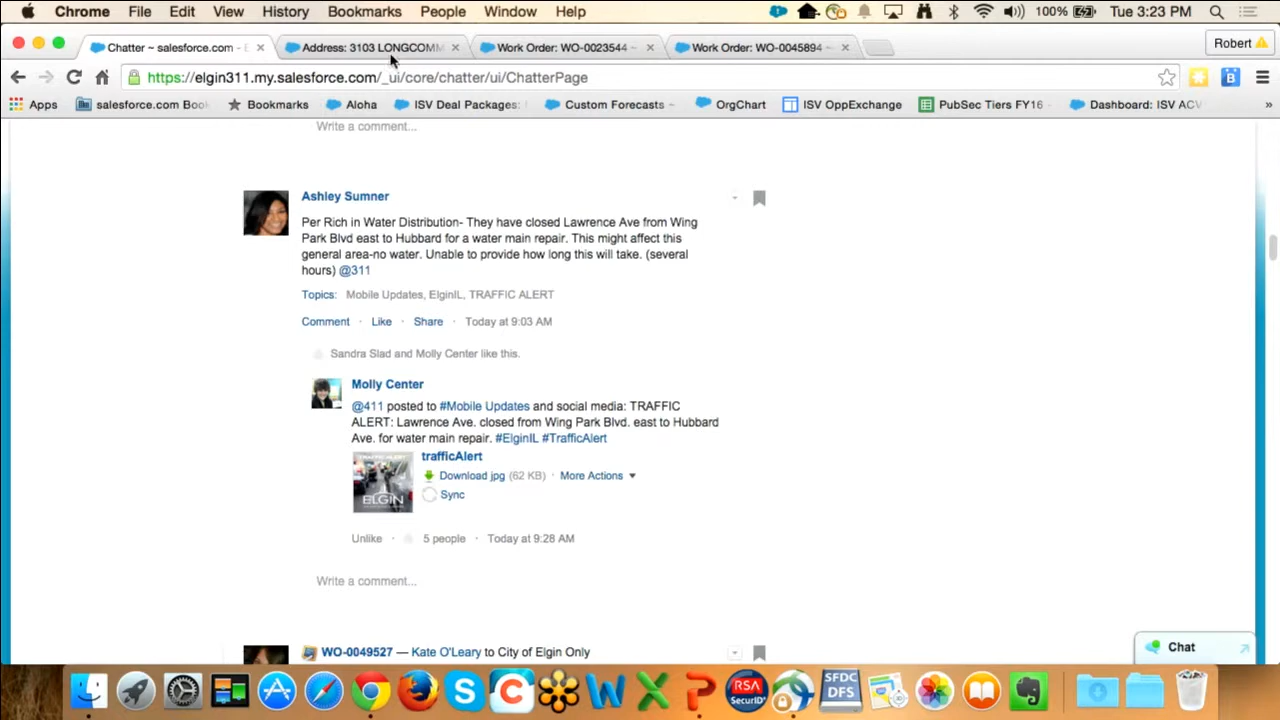 Chrome File Edit View History Bookmarks People Window Help 100% Tue 3:23 PM
Chatter ~ salesforce.com - E
Address: 3103 LONGCOMM
Work Order: WO-0023544 ~
Work Order: WO-0045894 ~
Robert
https://elgin311.my.salesforce.com/_ui/core/chatter/ui/ChatterPage
Apps salesforce.com Book Bookmarks Aloha ISV Deal Packages: Custom Forecasts ~ OrgChart ISV OppExchange PubSec Tiers FY16 Dashboard: ISV ACV »
Write a comment...
Ashley Sumner
Per Rich in Water Distribution- They have closed Lawrence Ave from Wing
Park Blvd east to Hubbard for a water main repair. This might affect this
general area-no water. Unable to provide how long this will take. (several
hours) @311
Topics: Mobile Updates, ElginIL, TRAFFIC ALERT
Comment · Like · Share · Today at 9:03 AM
Sandra Slad and Molly Center like this.
Molly Center
@411 posted to #Mobile Updates and social media: TRAFFIC
ALERT: Lawrence Ave. closed from Wing Park Blvd. east to Hubbard
Ave. for water main repair. #ElginIL #TrafficAlert
trafficAlert
TRAFFIC ALERT
ELGIN
Download jpg (62 KB) · More Actions
Sync
Unlike · 5 people · Today at 9:28 AM
Write a comment...
WO-0049527 — Kate O'Leary to City of Elgin Only
Chat
RSA
SecurID
SFDC
DFS